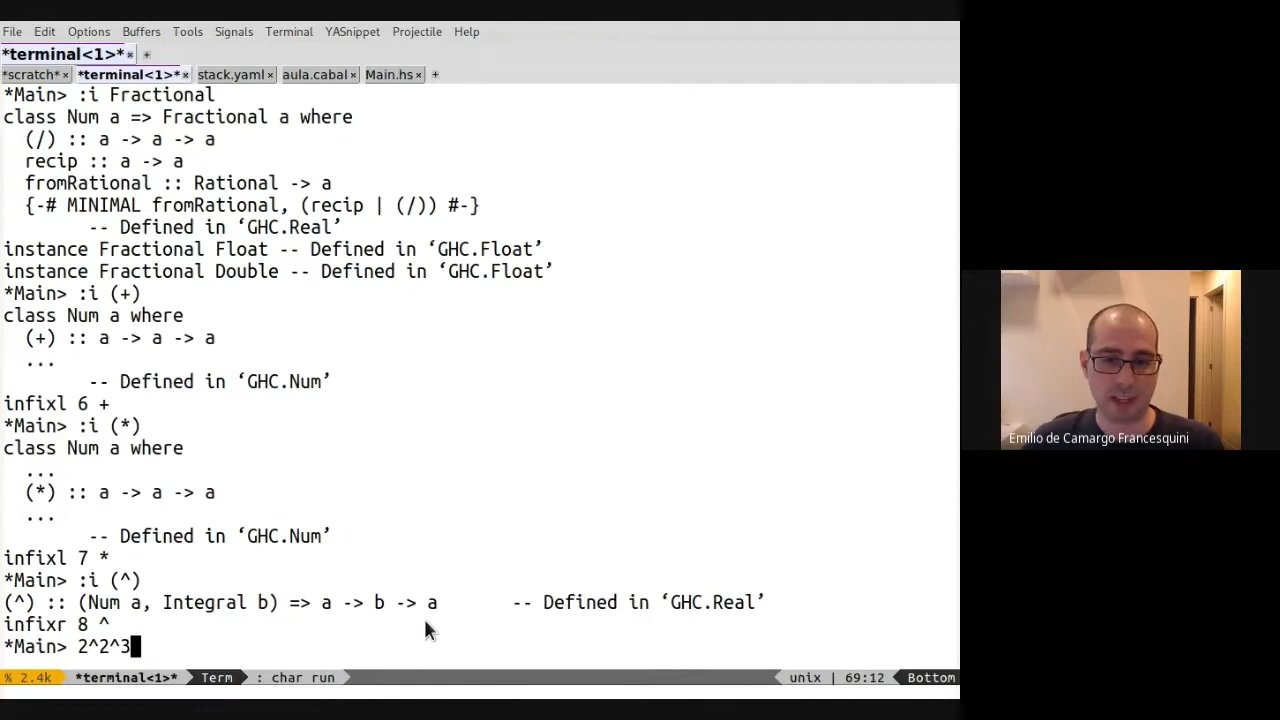 File Edit Options Buffers Tools Signals Terminal YASnippet Projectile Help
*terminal<1>* × +
*scratch* × *terminal<1>* × stack.yaml × aula.cabal × Main.hs × +
*Main> :i Fractional
class Num a => Fractional a where
  (/) :: a -> a -> a
  recip :: a -> a
  fromRational :: Rational -> a
  {-# MINIMAL fromRational, (recip | (/)) #-}
        -- Defined in ‘GHC.Real’
instance Fractional Float -- Defined in ‘GHC.Float’
instance Fractional Double -- Defined in ‘GHC.Float’
*Main> :i (+)
class Num a where
  (+) :: a -> a -> a
  ...
        -- Defined in ‘GHC.Num’
infixl 6 +
*Main> :i (*)
class Num a where
  ...
  (*) :: a -> a -> a
  ...
        -- Defined in ‘GHC.Num’
infixl 7 *
*Main> :i (^)
(^) :: (Num a, Integral b) => a -> b -> a       -- Defined in ‘GHC.Real’
infixr 8 ^
*Main> 2^2^3
% 2.4k *terminal<1>* Term : char run unix | 69:12 Bottom
Emilio de Camargo Francesquini